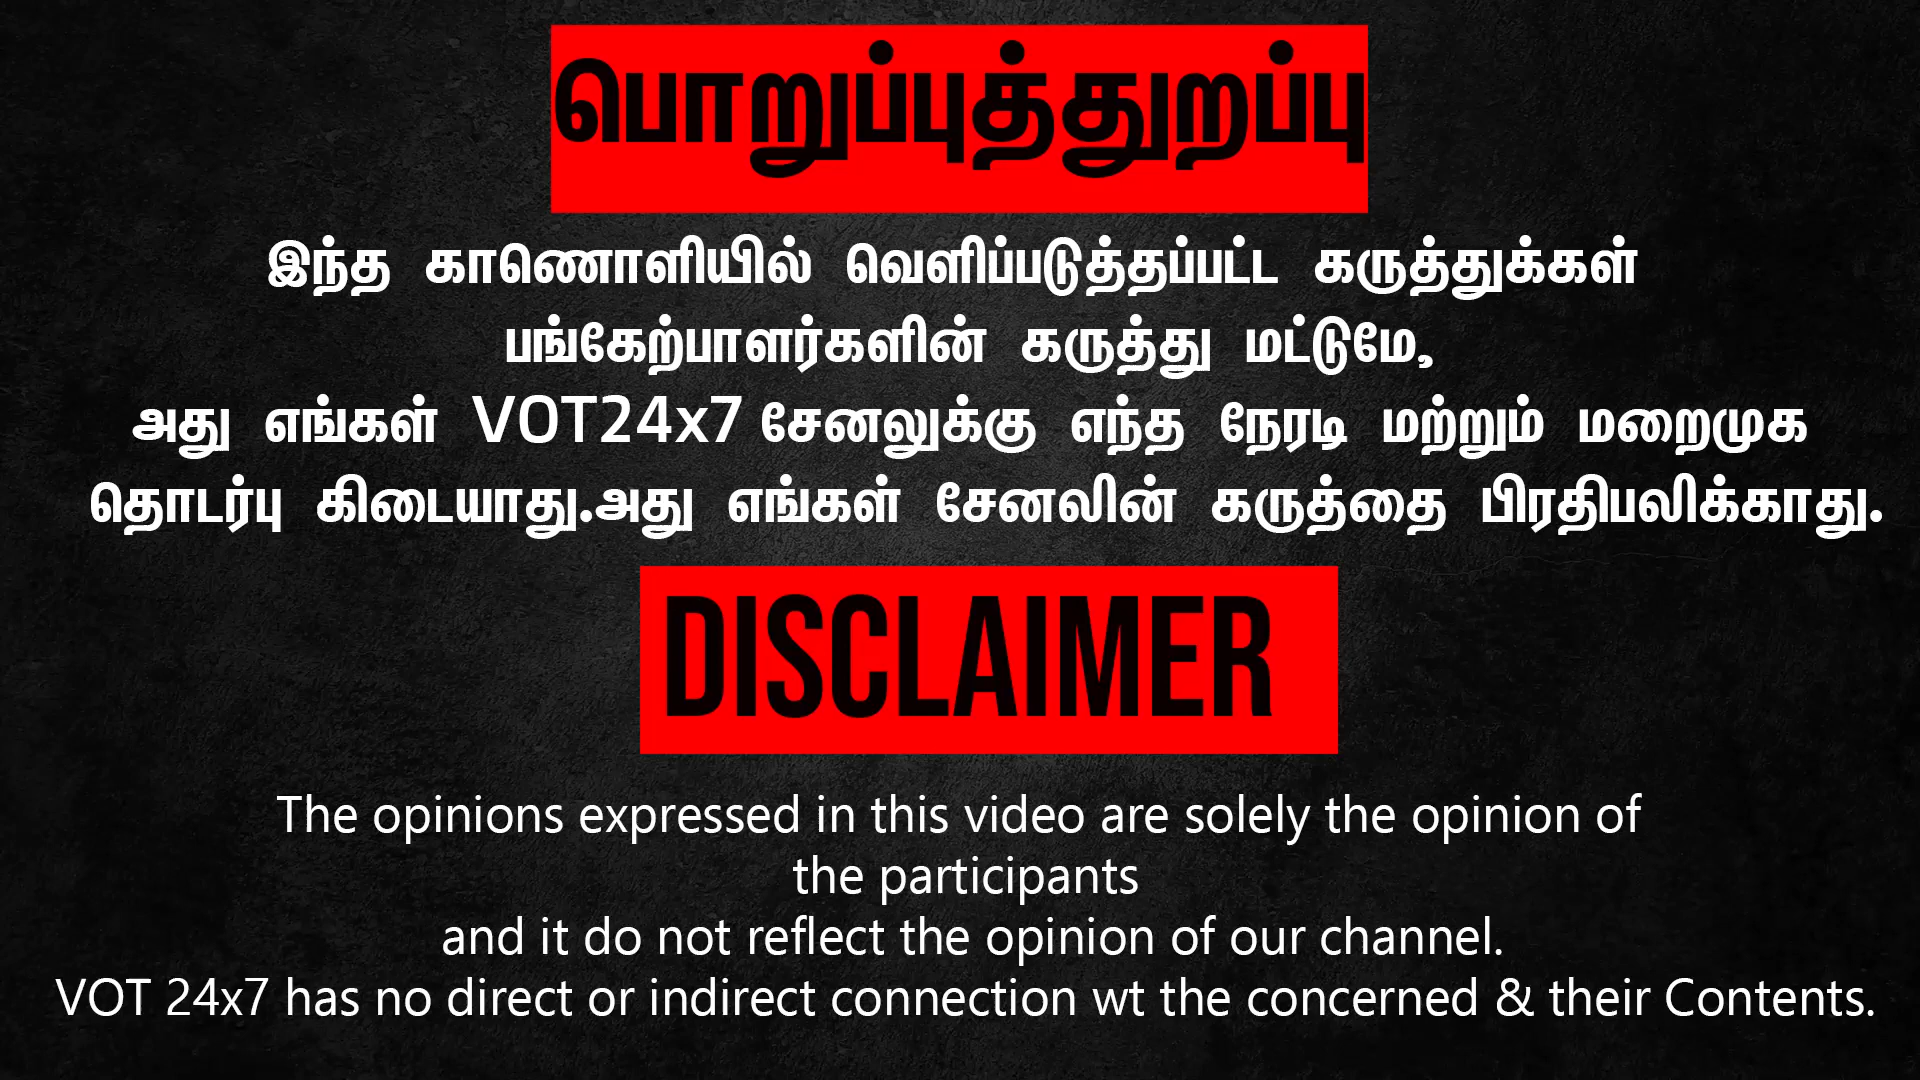 பொறுப்புத்துறப்பு
இந்த காணொளியில் வெளிப்படுத்தப்பட்ட கருத்துக்கள்
பங்கேற்பாளர்களின் கருத்து மட்டுமே,
அது எங்கள் VOT24x7 சேனலுக்கு எந்த நேரடி மற்றும் மறைமுக
தொடர்பு கிடையாது.அது எங்கள் சேனலின் கருத்தை பிரதிபலிக்காது.
DISCLAIMER
The opinions expressed in this video are solely the opinion of
the participants
and it do not reflect the opinion of our channel.
VOT 24x7 has no direct or indirect connection wt the concerned & their Contents.